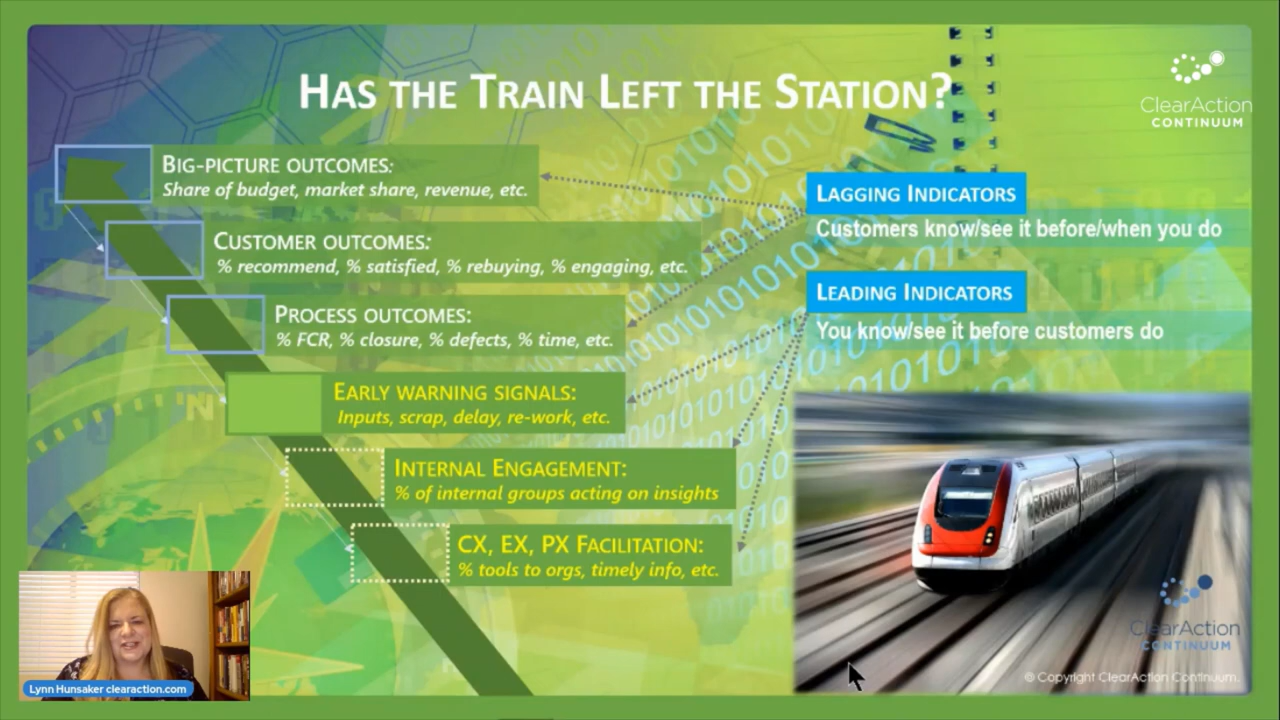 HAS THE TRAIN LEFT THE STATION?
ClearAction
CONTINUUM
BIG-PICTURE OUTCOMES:
Share of budget, market share, revenue, etc.
CUSTOMER OUTCOMES:
% recommend, % satisfied, % rebuying, % engaging, etc.
PROCESS OUTCOMES:
% FCR, % closure, % defects, % time, etc.
EARLY WARNING SIGNALS:
Inputs, scrap, delay, re-work, etc.
INTERNAL ENGAGEMENT:
% of internal groups acting on insights
CX, EX, PX FACILITATION:
% tools to orgs, timely info, etc.
LAGGING INDICATORS
Customers know/see it before/when you do
LEADING INDICATORS
You know/see it before customers do
ClearAction
CONTINUUM
© Copyright ClearAction Continuum.
Lynn Hunsaker clearaction.com
N